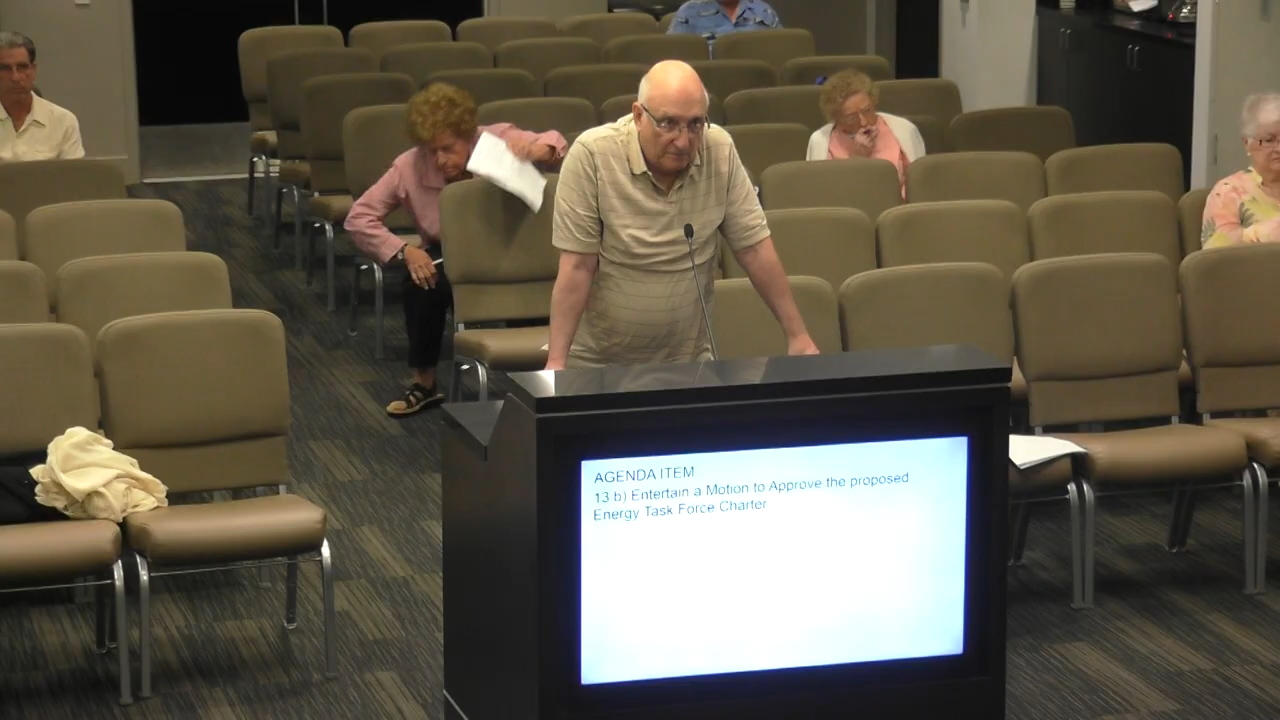 AGENDA ITEM
13 b) Entertain a Motion to Approve the proposed
Energy Task Force Charter